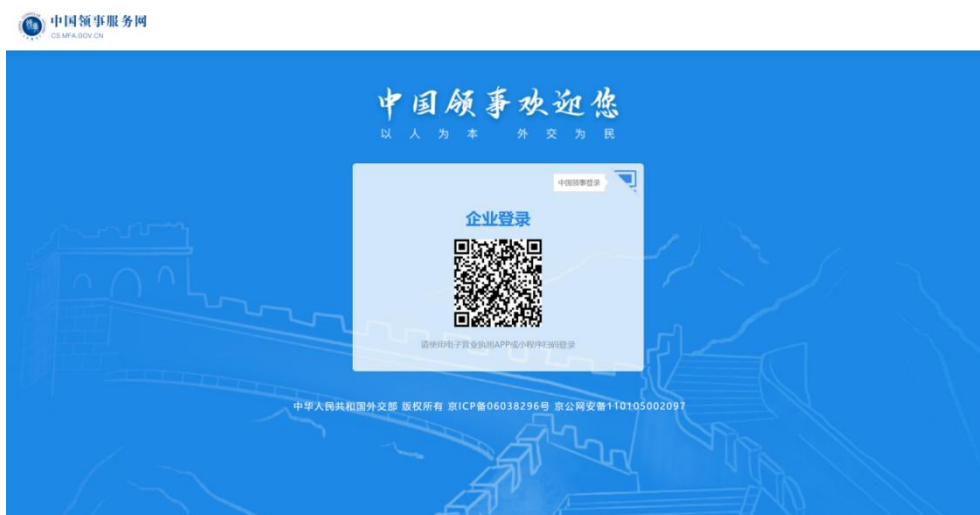 中国领事服务网
CS.MFA.GOV.CN
中国领事欢迎您
以人为本 外交为民
中国领事登录
企业登录
请使用电子营业执照APP或小程序扫码登录
中华人民共和国外交部 版权所有 京ICP备06038296号 京公网安备110105002097